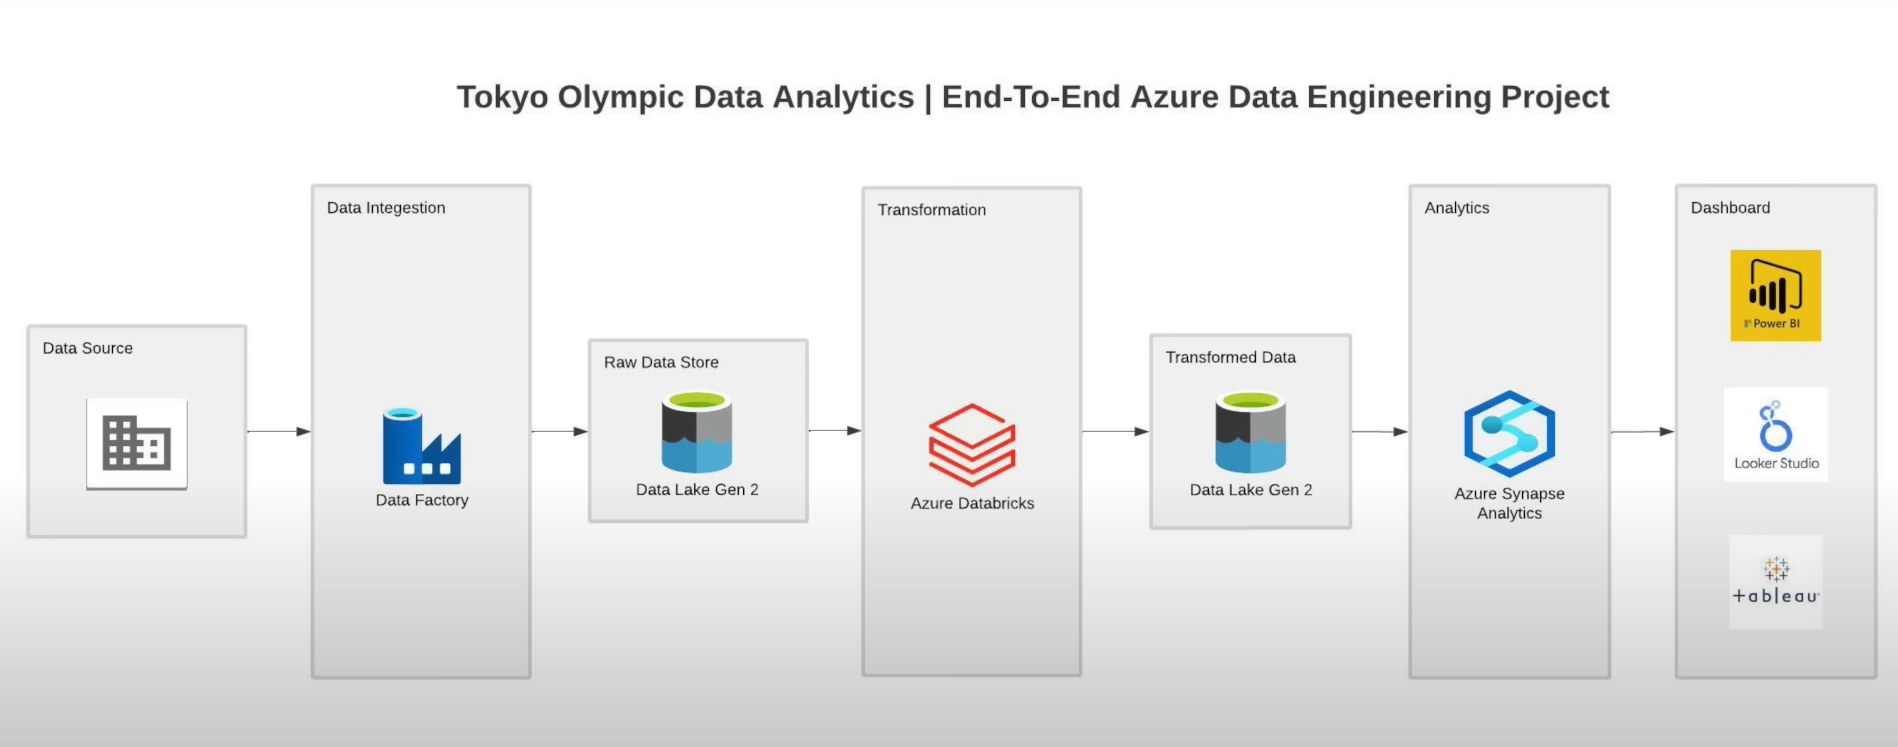 Tokyo Olympic Data Analytics | End-To-End Azure Data Engineering Project
Data Source
Data Integestion
Data Factory
Raw Data Store
Data Lake Gen 2
Transformation
Azure Databricks
Transformed Data
Data Lake Gen 2
Analytics
Azure Synapse
Analytics
Dashboard
Power BI
Looker Studio
+ableau